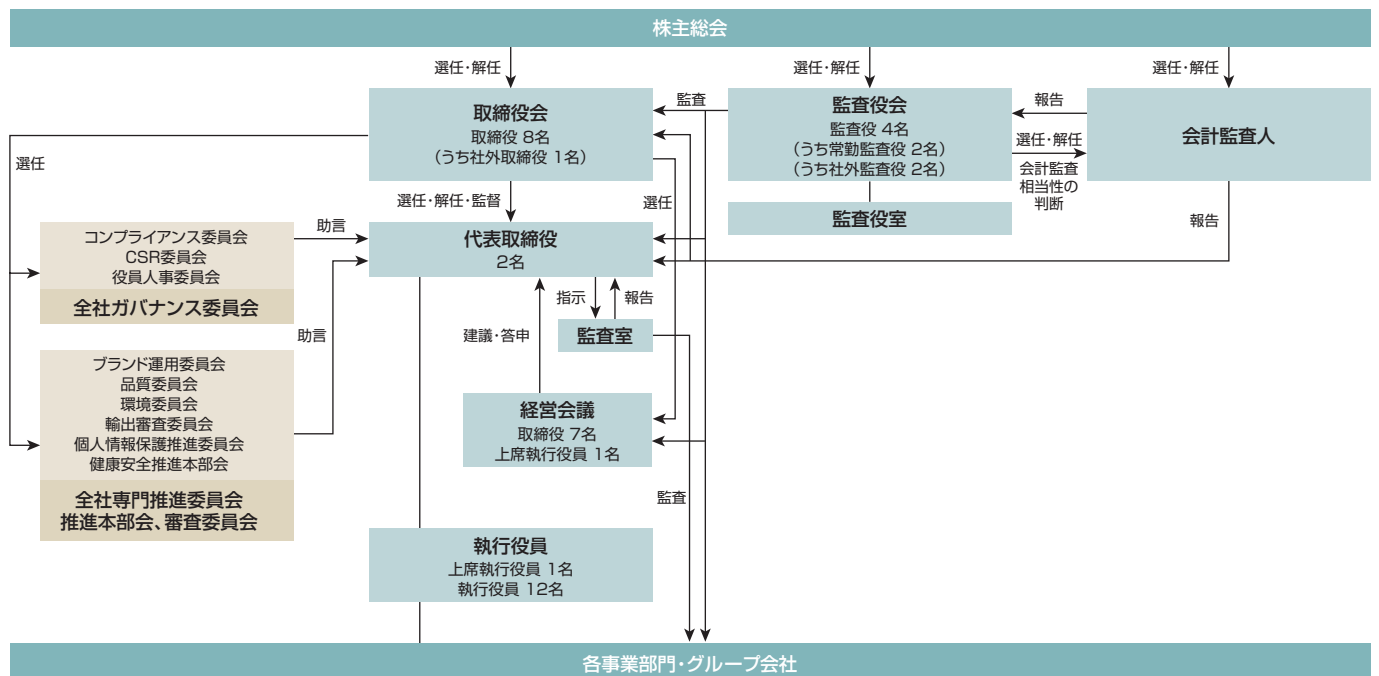 株主総会
選任・解任
選任・解任
選任・解任
取締役会
取締役 8名
（うち社外取締役 1名）
監査
監査役会
監査役 4名
（うち常勤監査役 2名）
（うち社外監査役 2名）
報告
選任・解任
会計監査
相当性の
判断
会計監査人
選任
選任・解任・監督
選任
監査役室
報告
コンプライアンス委員会
CSR委員会
役員人事委員会
全社ガバナンス委員会
助言
代表取締役
2名
指示
報告
監査室
助言
建議・答申
ブランド運用委員会
品質委員会
環境委員会
輸出審査委員会
個人情報保護推進委員会
健康安全推進本部会
全社専門推進委員会
推進本部会、審査委員会
経営会議
取締役 7名
上席執行役員 1名
監査
執行役員
上席執行役員 1名
執行役員 12名
各事業部門・グループ会社